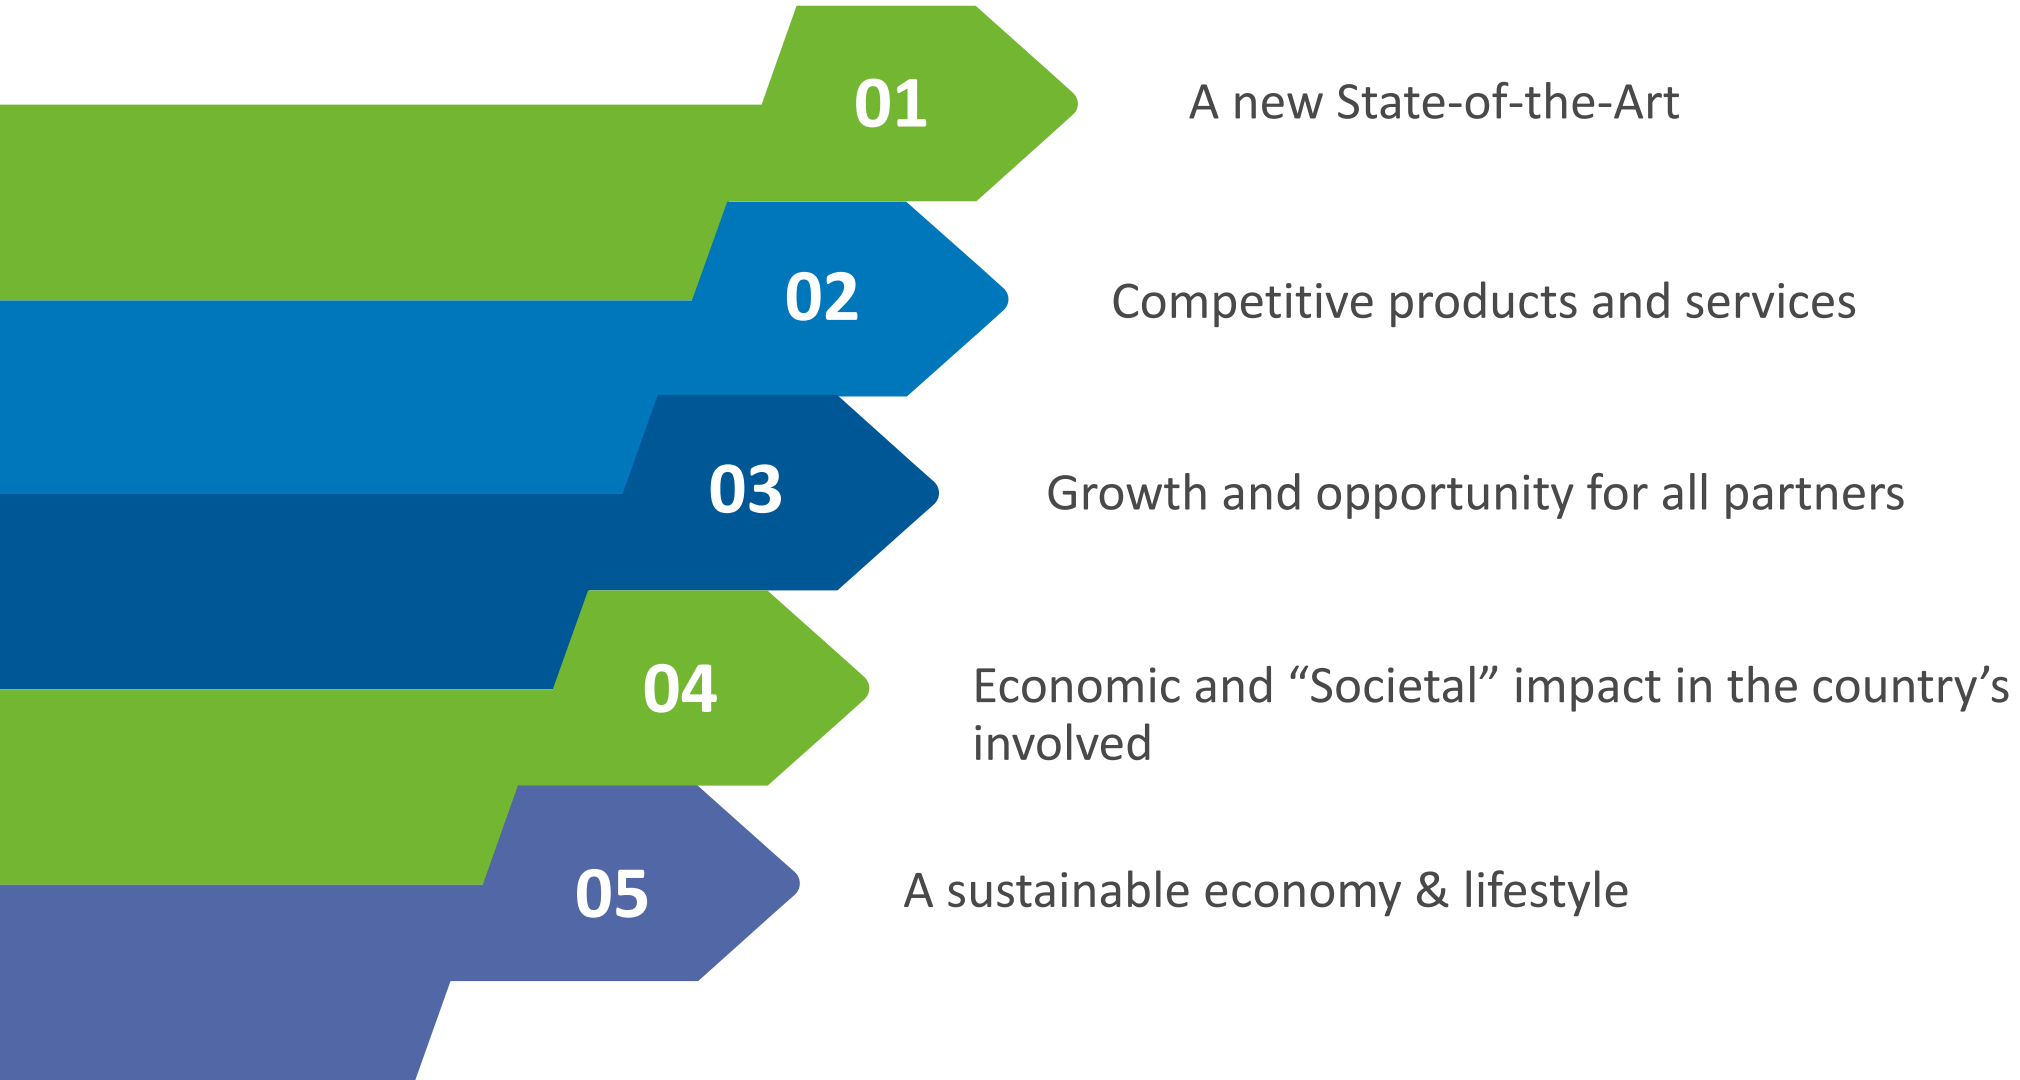 01
A new State-of-the-Art
02
Competitive products and services
03
Growth and opportunity for all partners
04
Economic and “Societal” impact in the country’s
involved
05
A sustainable economy & lifestyle